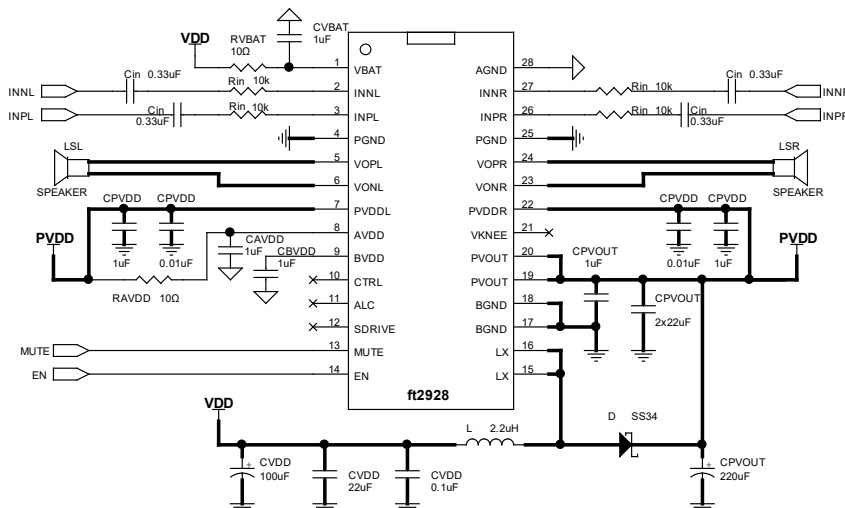 CVBAT
1uF
VDD
RVBAT
10Ω
1
VBAT
AGND
28
Cin 0.33uF
Rin 10k
INNL
2
INNL
INNR
27
Rin 10k
Cin
0.33uF
INNR
INPL
Cin
0.33uF
Rin 10k
3
INPL
INPR
26
Rin 10k
Cin
0.33uF
INPR
4
PGND
PGND
25
LSL
SPEAKER
5
VOPL
VOPR
24
LSR
SPEAKER
6
VONL
VONR
23
7
PVDDL
PVDDR
22
CPVDD
1uF
CPVDD
0.01uF
CPVDD
0.01uF
CPVDD
1uF
PVDD
PVDD
8
AVDD
VKNEE
21
CAVDD
1uF
CBVDD
1uF
9
BVDD
PVOUT
20
RAVDD 10Ω
10
CTRL
PVOUT
19
CPVOUT
1uF
CPVOUT
2x22uF
11
ALC
BGND
18
12
SDRIVE
BGND
17
MUTE
13
MUTE
LX
16
EN
14
EN
LX
15
ft2928
VDD
L 2.2uH
D SS34
CVDD
100uF
CVDD
22uF
CVDD
0.1uF
CPVOUT
220uF
+
+